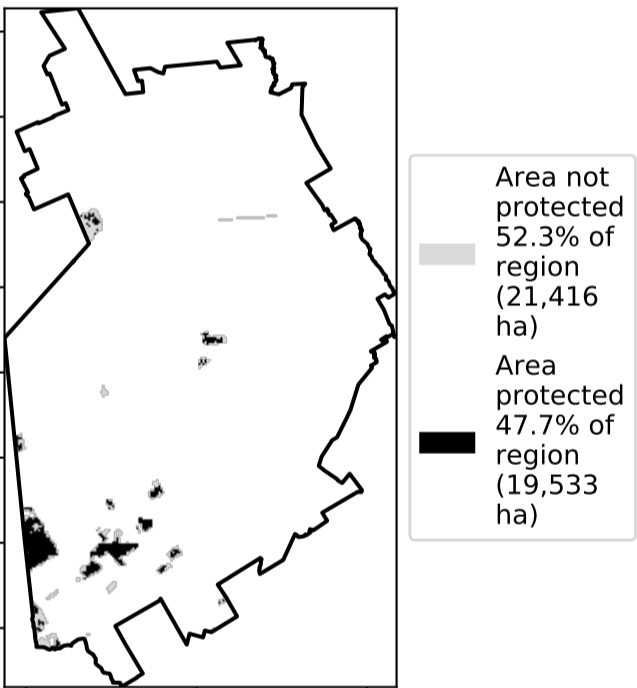 Area not
protected
52.3% of
region
(21,416
ha)
Area
protected
47.7% of
region
(19,533
ha)